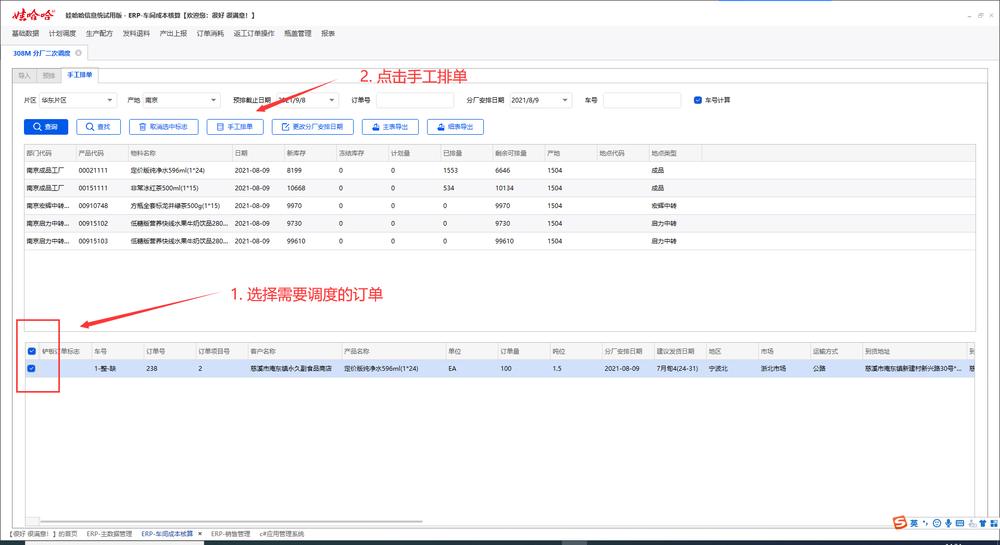 娃哈哈® 娃哈哈信息统试用版 - ERP-车间成本核算【欢迎您：很好 很满意！】
基础数据 计划调度 生产配方 发料退料 产出上报 订单消耗 返工订单操作 瓶盖管理 报表
308M 分厂二次调度
导入 预排 手工排单
2. 点击手工排单
片区 华东片区 产地 南京 预排截止日期 2021/9/8 订单号 分厂安排日期 2021/8/9 车号 车号计算
查询 查找 取消选中标志 手工排单 更改分厂安排日期 主表导出 细表导出
部门代码 产品代码 物料名称 日期 新库存 冻结库存 计划量 已排量 剩余可排量 产地 地点代码 地点类型
南京成品工厂 00021111 定价版纯净水596ml(1*24) 2021-08-09 8199 0 0 1553 6646 1504 成品
南京成品工厂 00151111 非常冰红茶500ml(1*15) 2021-08-09 10668 0 0 534 10134 1504 成品
南京宏辉中转... 00910748 方瓶全套标龙井绿茶500g(1*15) 2021-08-09 9970 0 0 0 9970 1504 宏辉中转
南京启力中转... 00915102 低糖版营养快线水果牛奶饮品280... 2021-08-09 9730 0 0 0 9730 1504 启力中转
南京启力中转... 00915103 低糖版营养快线水果牛奶饮品280... 2021-08-09 99610 0 0 0 99610 1504 启力中转
1. 选择需要调度的订单
铲板订单标志 车号 订单号 订单项目号 客户名称 产品名称 单位 订单量 吨位 分厂安排日期 建议发货日期 地区 市场 运输方式 到货地址 到
1-整-缺 238 2 慈溪市庵东镇永久副食品商店 定价版纯净水596ml(1*24) EA 100 1.5 2021-08-09 7月旬4(24-31) 宁波北 浙北市场 公路 慈溪市庵东镇新建村新兴路30号*... 慈
S 英
【很好 很满意！】的首页 ERP-主数据管理 ERP-车间成本核算 × ERP-销售管理 c#应用管理系统